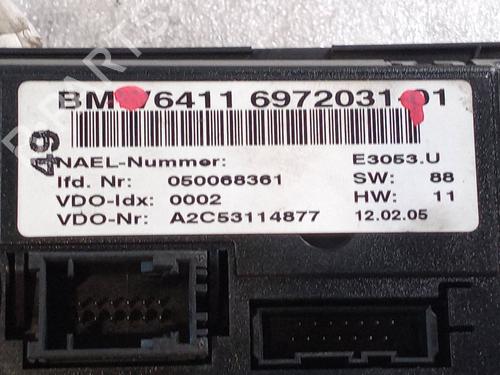 BMW 6411 6972031-01
49
NAEL-Nummer: E3053.U
lfd. Nr: 050068361 SW: 88
VDO-Idx: 0002 HW: 11
VDO-Nr: A2C53114877 12.02.05